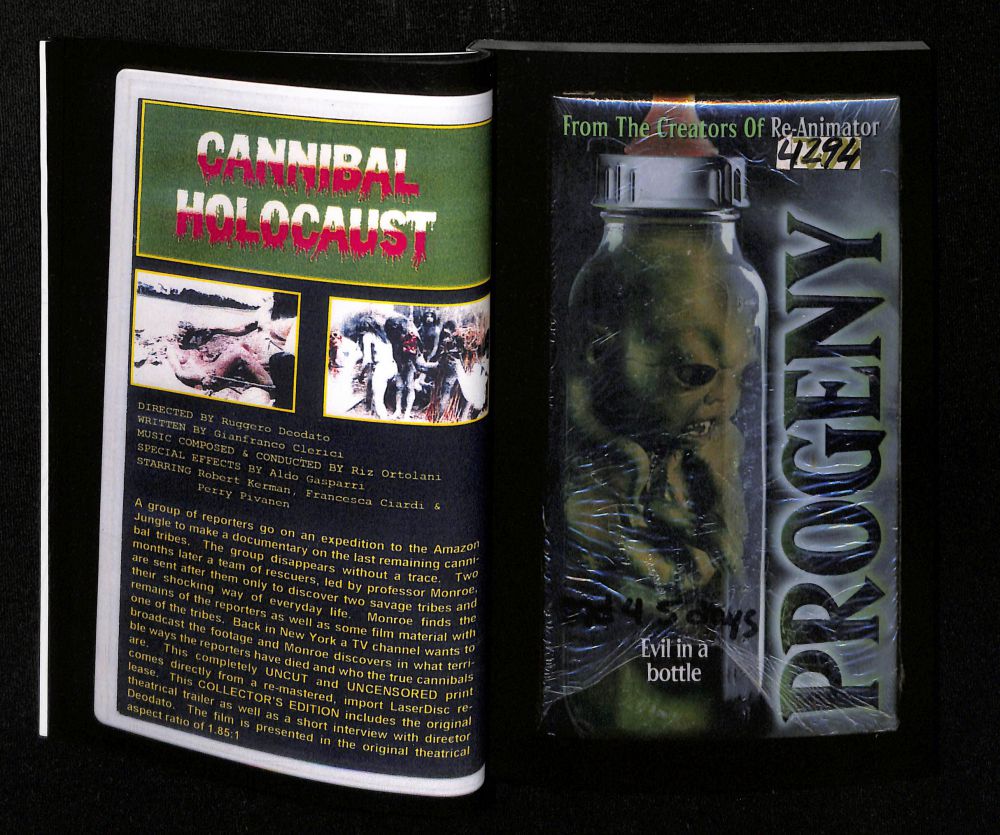 CANNIBAL
HOLOCAUST
DIRECTED BY Ruggero Deodato
WRITTEN BY Gianfranco Clerici
MUSIC COMPOSED & CONDUCTED BY Riz Ortolani
SPECIAL EFFECTS BY Aldo Gasparri
STARRING Robert Kerman, Francesca Ciardi &
Perry Pivanen
A group of reporters go on an expedition to the Amazon
Jungle to make a documentary on the last remaining canni-
bal tribes. The group disappears without a trace. Two
months later a team of rescuers, led by professor Monroe,
are sent after them only to discover two savage tribes and
their shocking way of everyday life. Monroe finds the
remains of the reporters as well as some film material with
one of the tribes. Back in New York a TV channel wants to
broadcast the footage and Monroe discovers in what terri-
ble ways the reporters have died and who the true cannibals
are. This completely UNCUT and UNCENSORED print
comes directly from a re-mastered, import LaserDisc re-
lease. This COLLECTOR'S EDITION includes the original
theatrical trailer as well as a short interview with director
Deodato. The film is presented in the original theatrical
aspect ratio of 1.85:1
From The Creators Of Re-Animator
4294
PROGENY
4 5 days
Evil in a
bottle